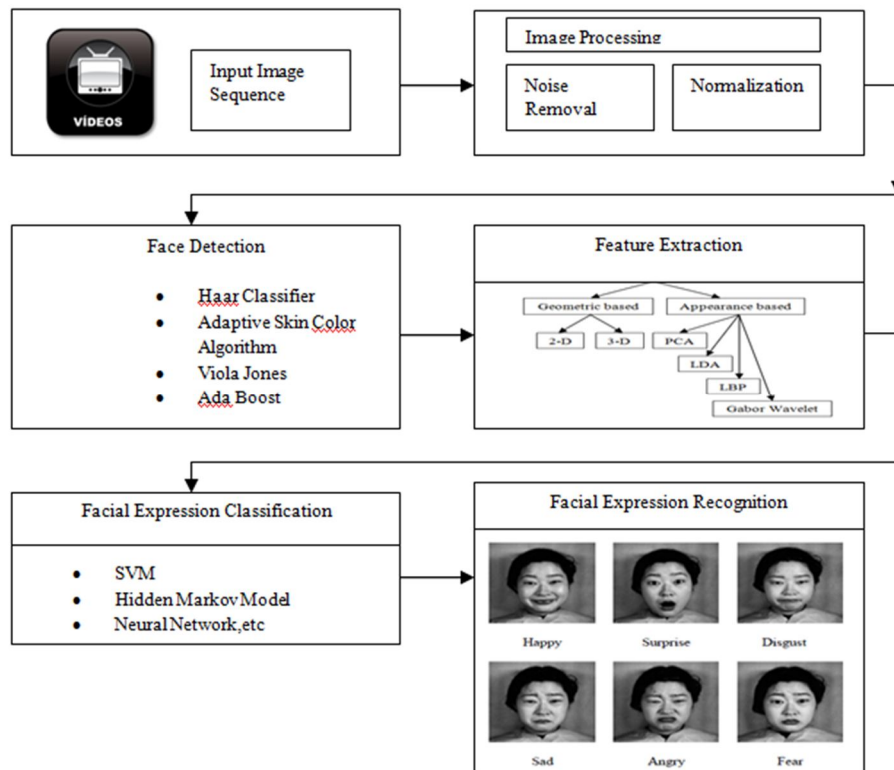 VÍDEOS
Input Image
Sequence
Image Processing
Noise
Removal
Normalization
Face Detection
Haar Classifier
Adaptive Skin Color
Algorithm
Viola Jones
Ada Boost
Feature Extraction
Geometric based
Appearance based
2-D
3-D
PCA
LDA
LBP
Gabor Wavelet
Facial Expression Classification
SVM
Hidden Markov Model
Neural Network,etc
Facial Expression Recognition
Happy
Surprise
Disgust
Sad
Angry
Fear